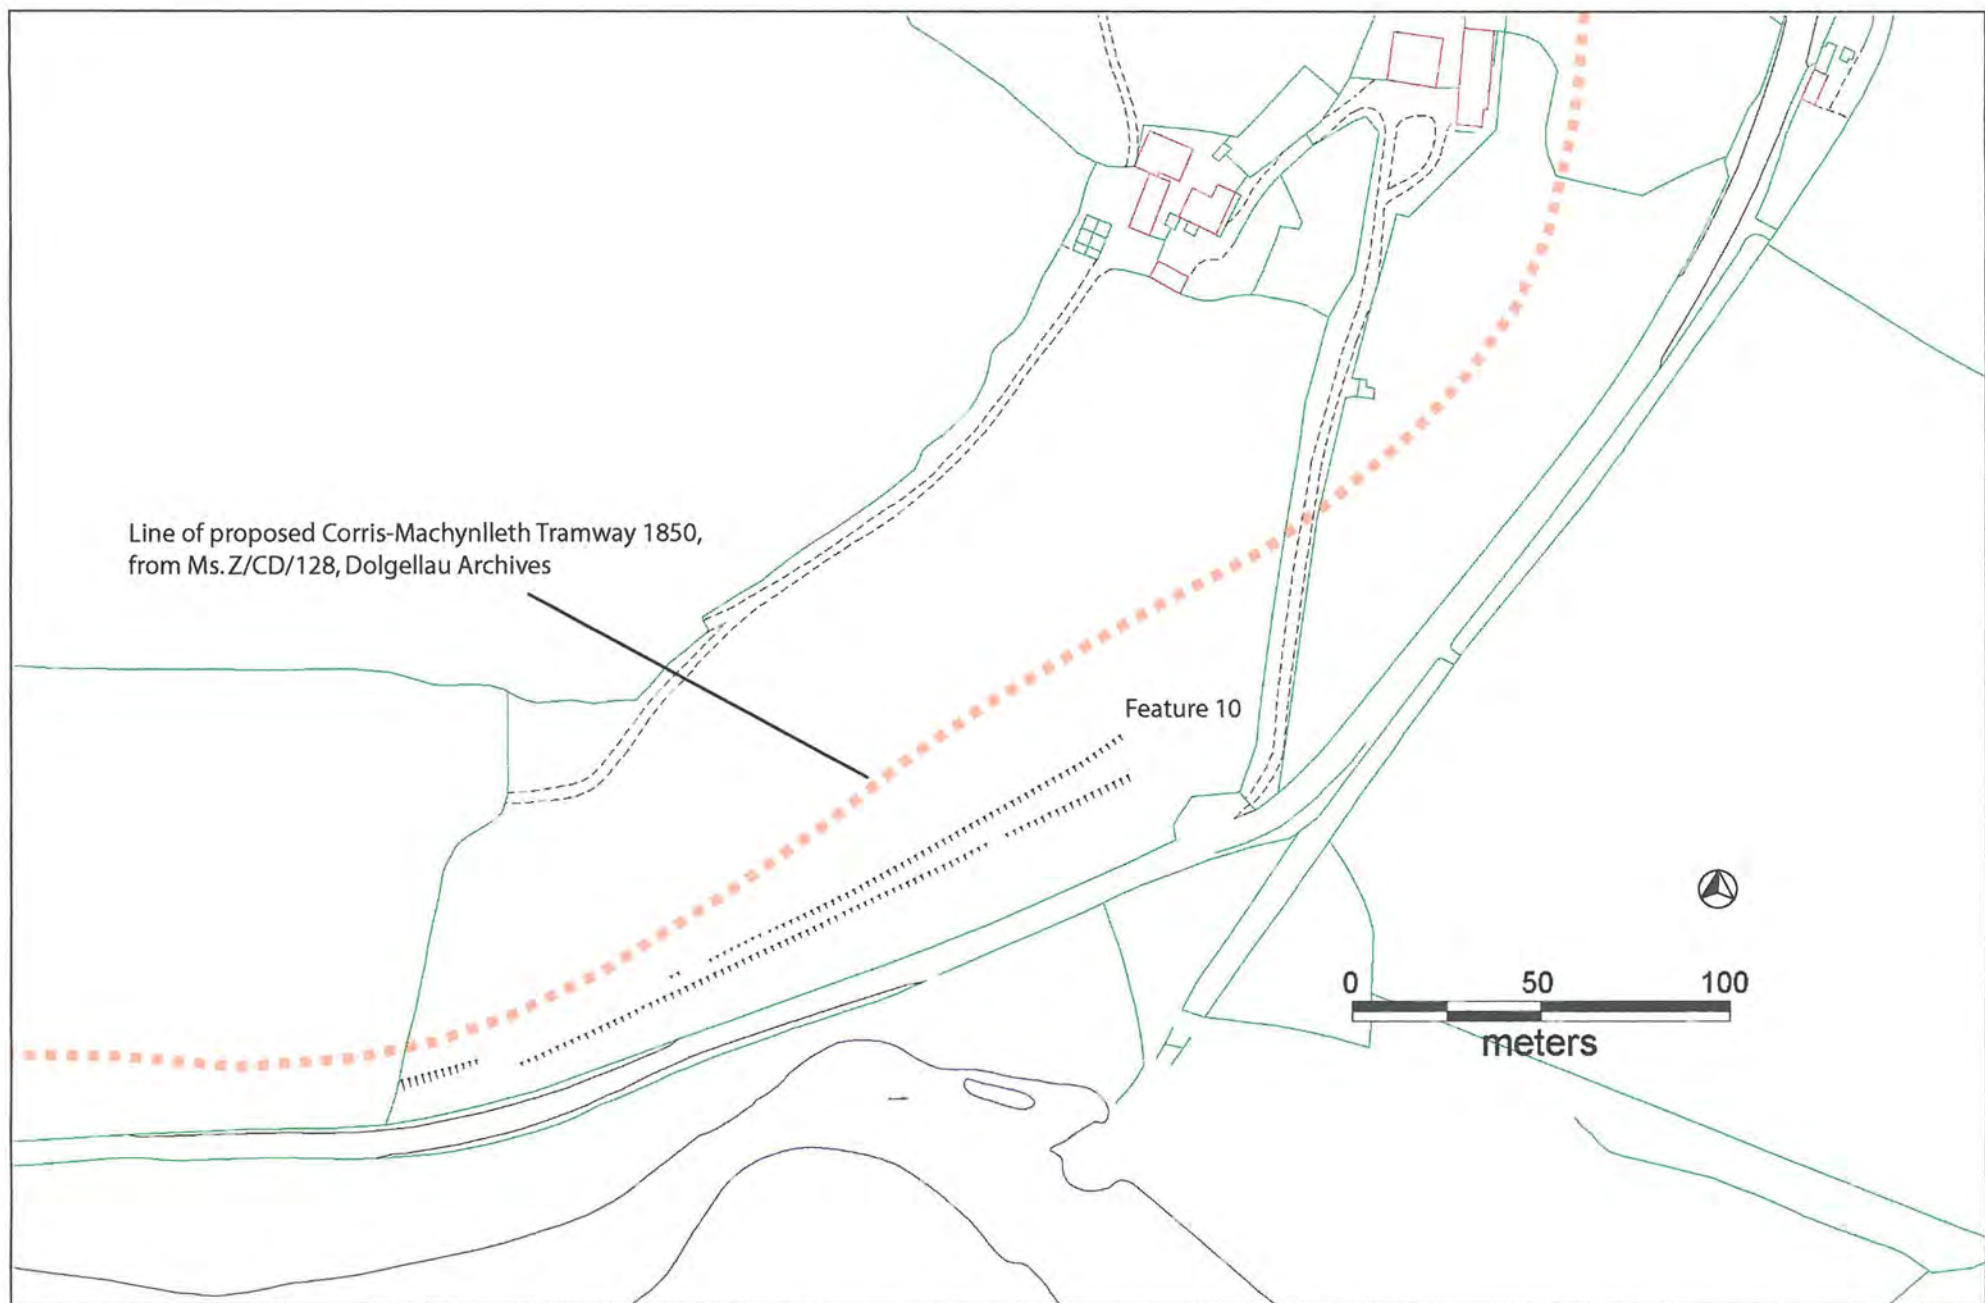 Line of proposed Corris-Machynlleth Tramway 1850,
from Ms. Z/CD/128, Dolgellau Archives
Feature 10
0 50 100
meters